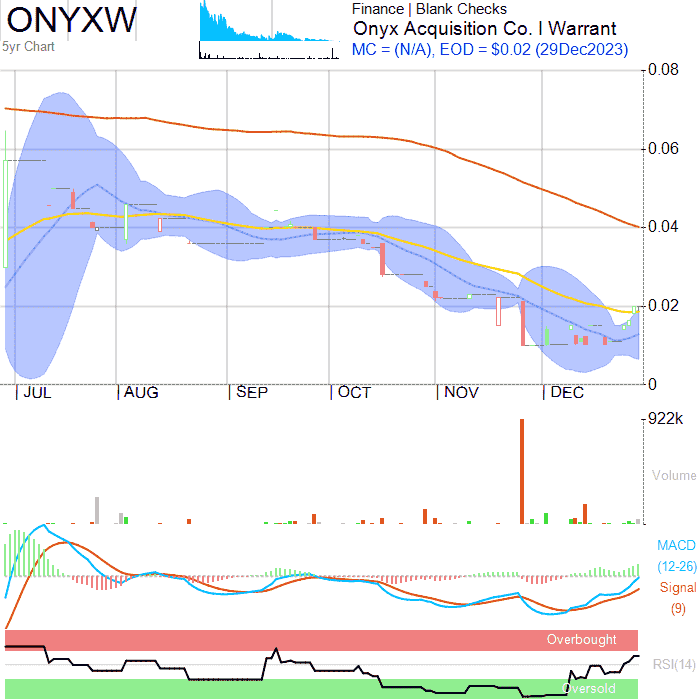 ONYXW
5yr Chart
Finance | Blank Checks
Onyx Acquisition Co. I Warrant
MC = (N/A), EOD = $0.02 (29Dec2023)
0.08
0.06
0.04
0.02
0
JUL AUG SEP OCT NOV DEC
922k
Volume
MACD
(12-26)
Signal
(9)
Overbought
RSI(14)
Oversold